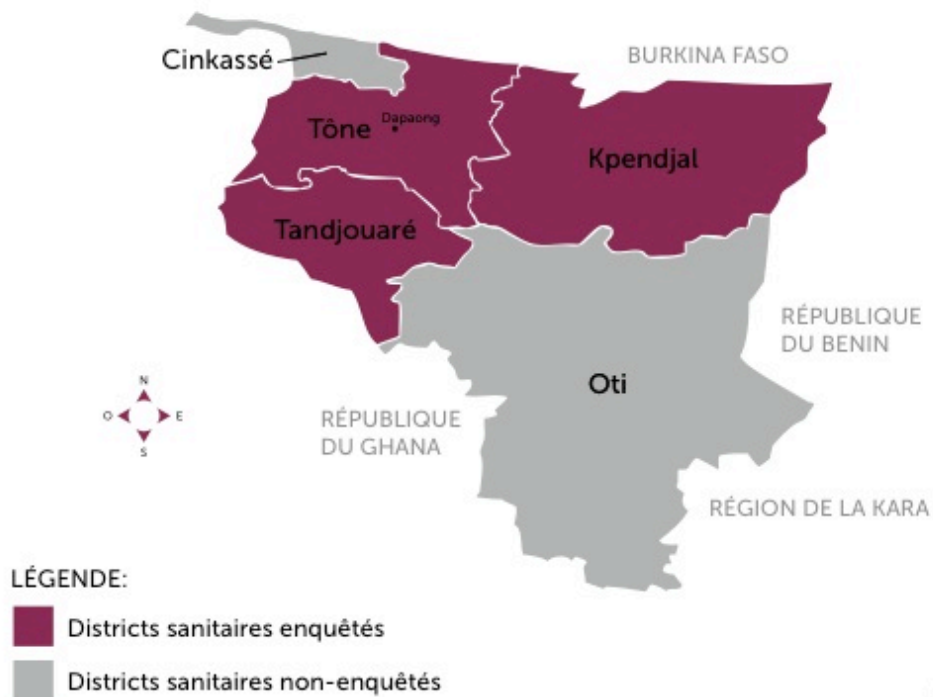 Cinkassé
BURKINA FASO
Dapaong
Tône
Kpendjal
Tandjouaré
RÉPUBLIQUE
DU BENIN
Oti
N
O
E
S
RÉPUBLIQUE
DU GHANA
RÉGION DE LA KARA
LÉGENDE:
Districts sanitaires enquêtés
Districts sanitaires non-enquêtés